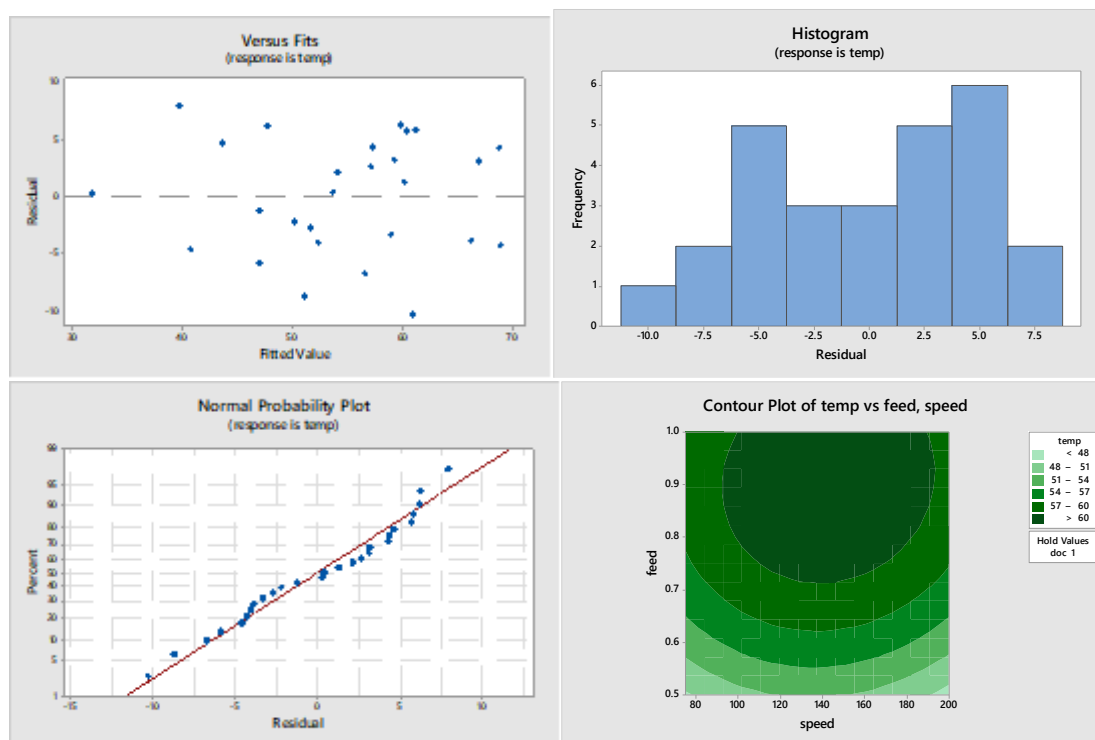 Versus Fits
(response is temp)
10
5
0
-5
-10
Residual
30 40 50 60 70
Fitted Value
Histogram
(response is temp)
6
5
4
3
2
1
0
Frequency
-10.0 -7.5 -5.0 -2.5 0.0 2.5 5.0 7.5
Residual
Normal Probability Plot
(response is temp)
99
95
90
80
70
60
50
40
30
20
10
5
1
Percent
-15 -10 -5 0 5 10
Residual
Contour Plot of temp vs feed, speed
1.0
0.9
0.8
0.7
0.6
0.5
feed
80 100 120 140 160 180 200
speed
temp
< 48
48 – 51
51 – 54
54 – 57
57 – 60
> 60
Hold Values
doc 1